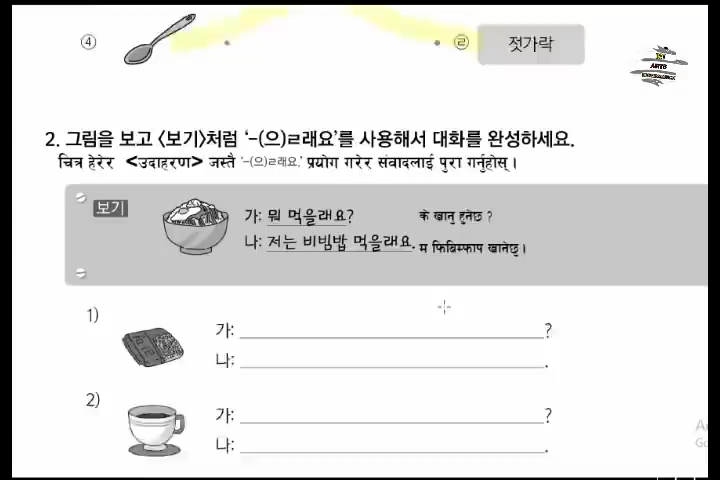 ④ ㉣ 젓가락
2. 그림을 보고 〈보기〉처럼 ‘-(으)ㄹ래요’를 사용해서 대화를 완성하세요.
चित्र हेरेर <उदाहरण> जस्तै ‘-(으)ㄹ래요.’ प्रयोग गरेर संवादलाई पुरा गर्नुहोस् ।
보기
가: 뭐 먹을래요? के खानु हुनेछ ?
나: 저는 비빔밥 먹을래요. म फिबिम्फाप खानेछु ।
1)
가: ?
나: .
2)
가: ?
나: .